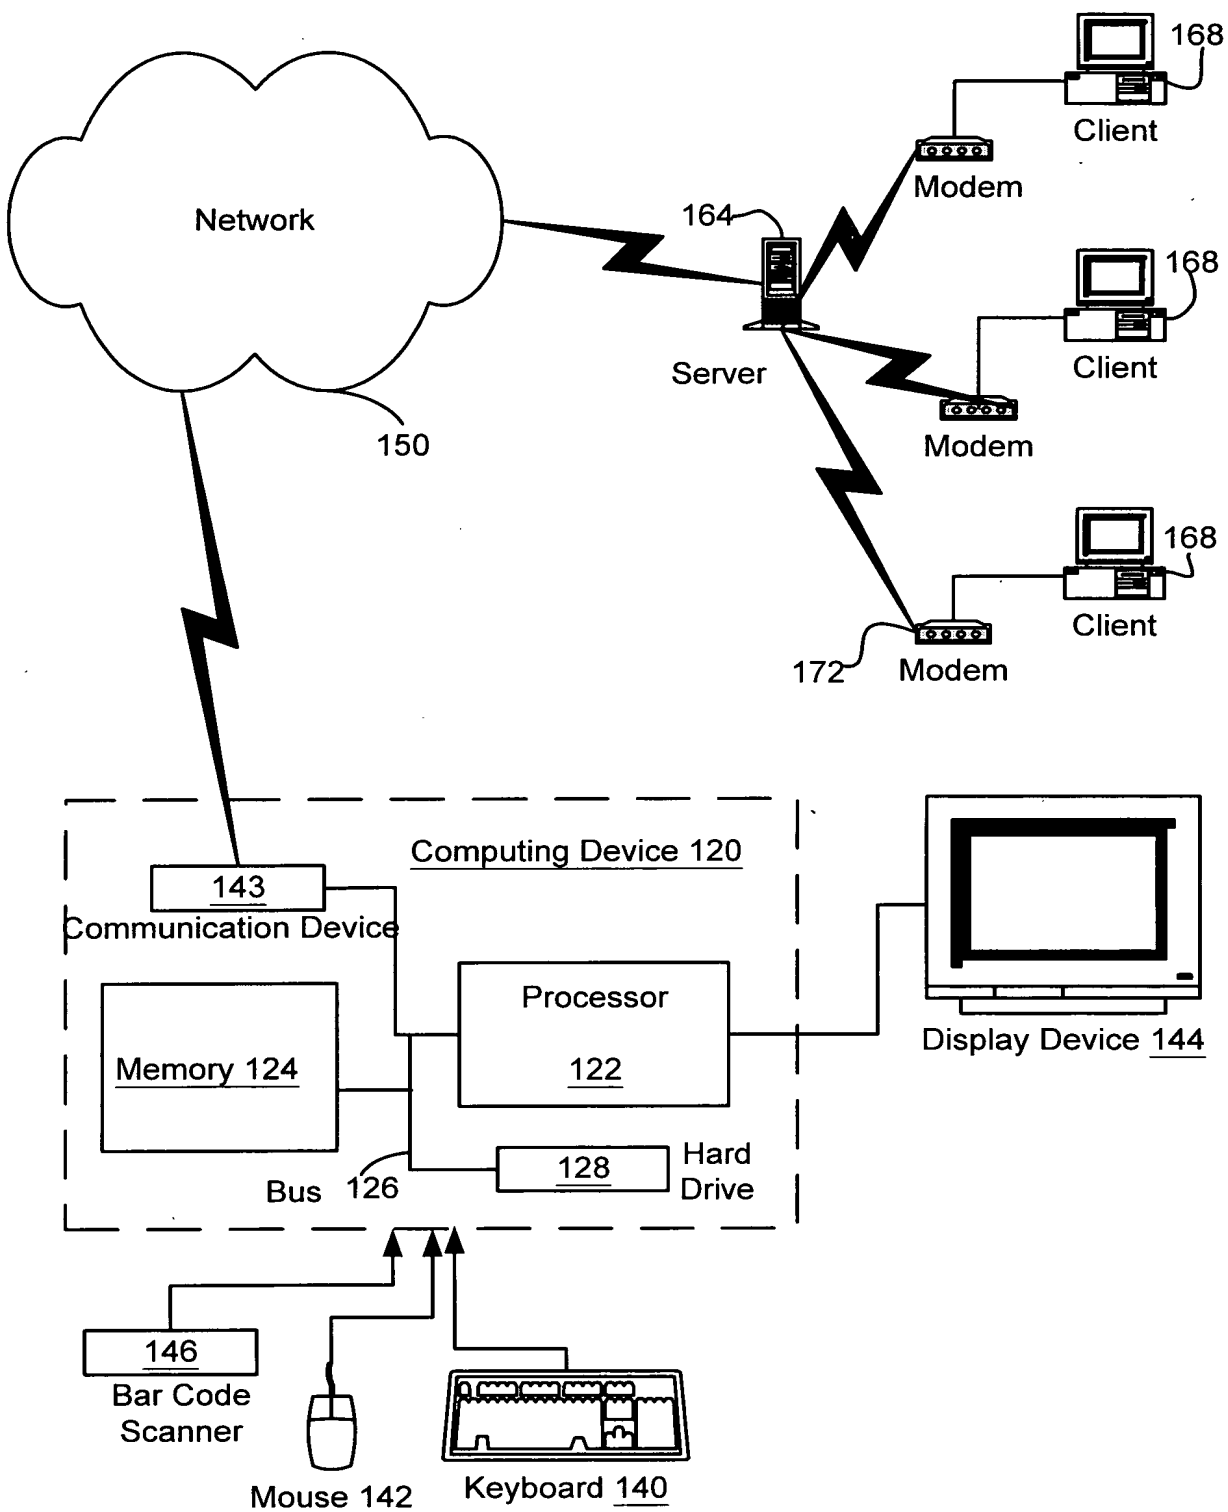 168
Client
Modem
Network
164
168
Server
Client
150
Modem
168
Client
172
Modem
Computing Device 120
143
Communication Device
Processor
122
Memory 124
Display Device 144
128
Hard
Drive
Bus
126
146
Bar Code
Scanner
Mouse 142
Keyboard 140